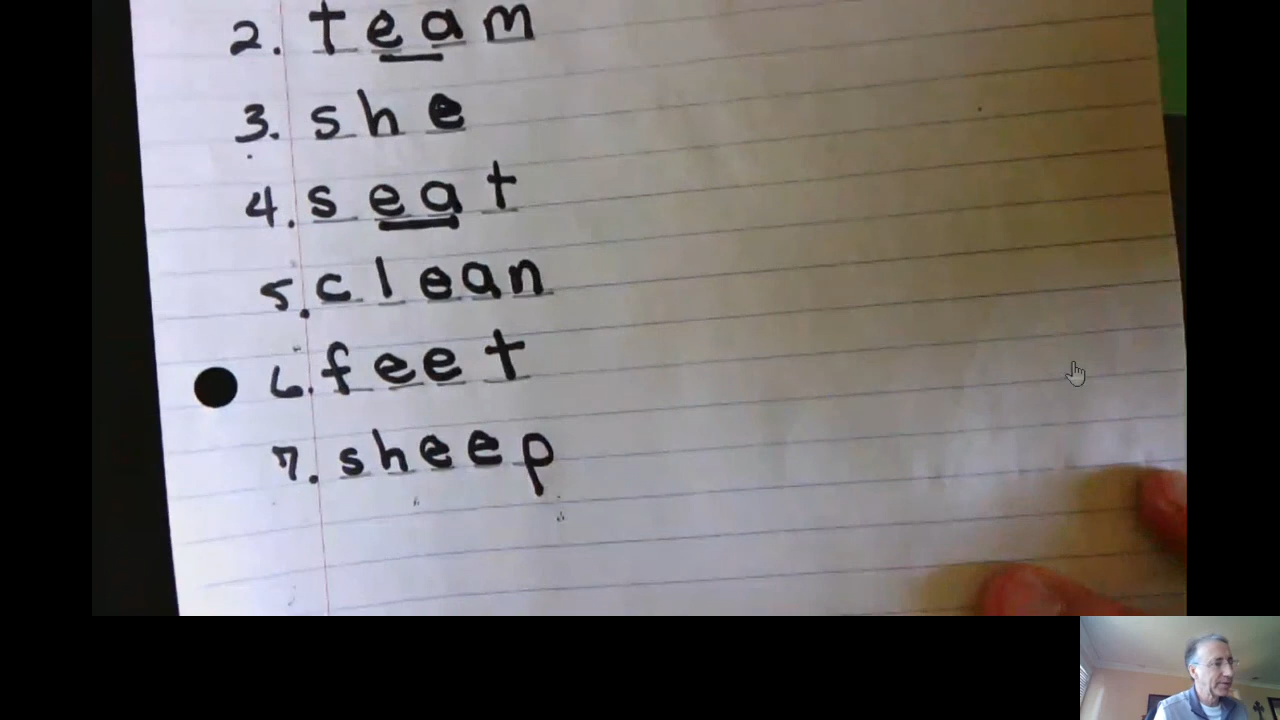 2. team
3. she
4. seat
5. clean
6. feet
7. sheep